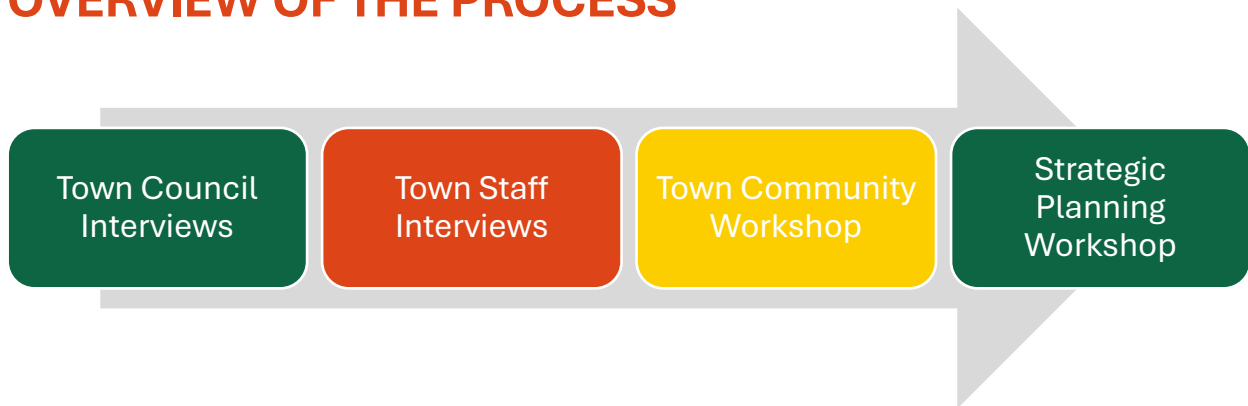 OVERVIEW OF THE PROCESS
Town Council
Interviews
Town Staff
Interviews
Town Community
Workshop
Strategic
Planning
Workshop